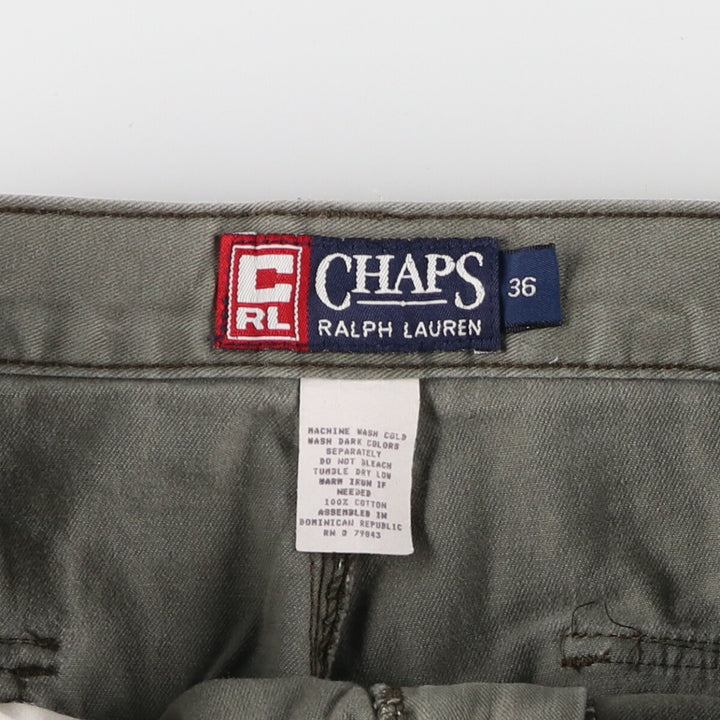 C
RL
CHAPS
RALPH LAUREN
36
MACHINE WASH COLD
WASH DARK COLORS
SEPARATELY
DO NOT BLEACH
TUMBLE DRY LOW
WARM IRON IF
NEEDED
100% COTTON
ASSEMBLED IN
DOMINICAN REPUBLIC
RN 0 79843